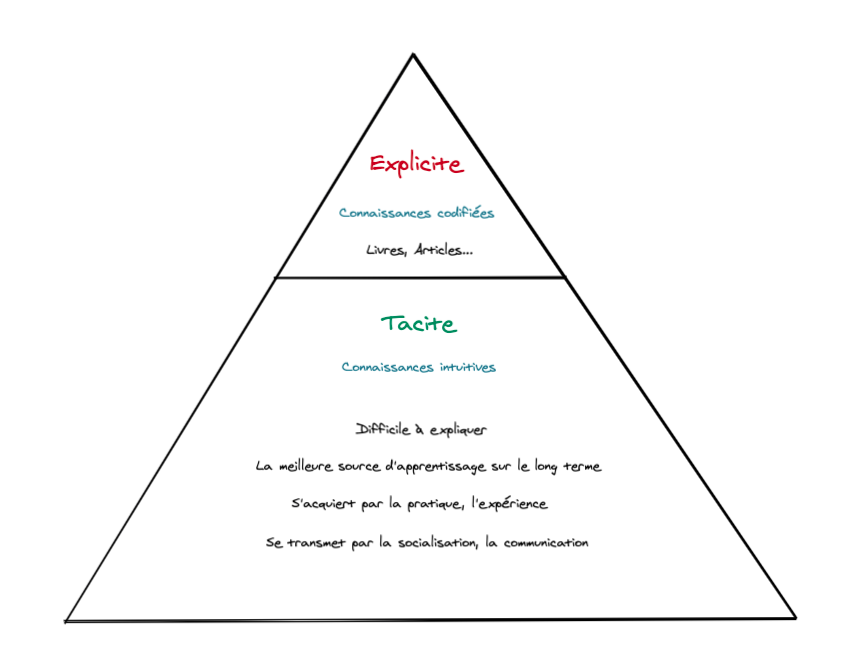 Explicite
Connaissances codifiées
Livres, Articles...
Tacite
Connaissances intuitives
Difficile à expliquer
La meilleure source d'apprentissage sur le long terme
S'acquiert par la pratique, l'expérience
Se transmet par la socialisation, la communication